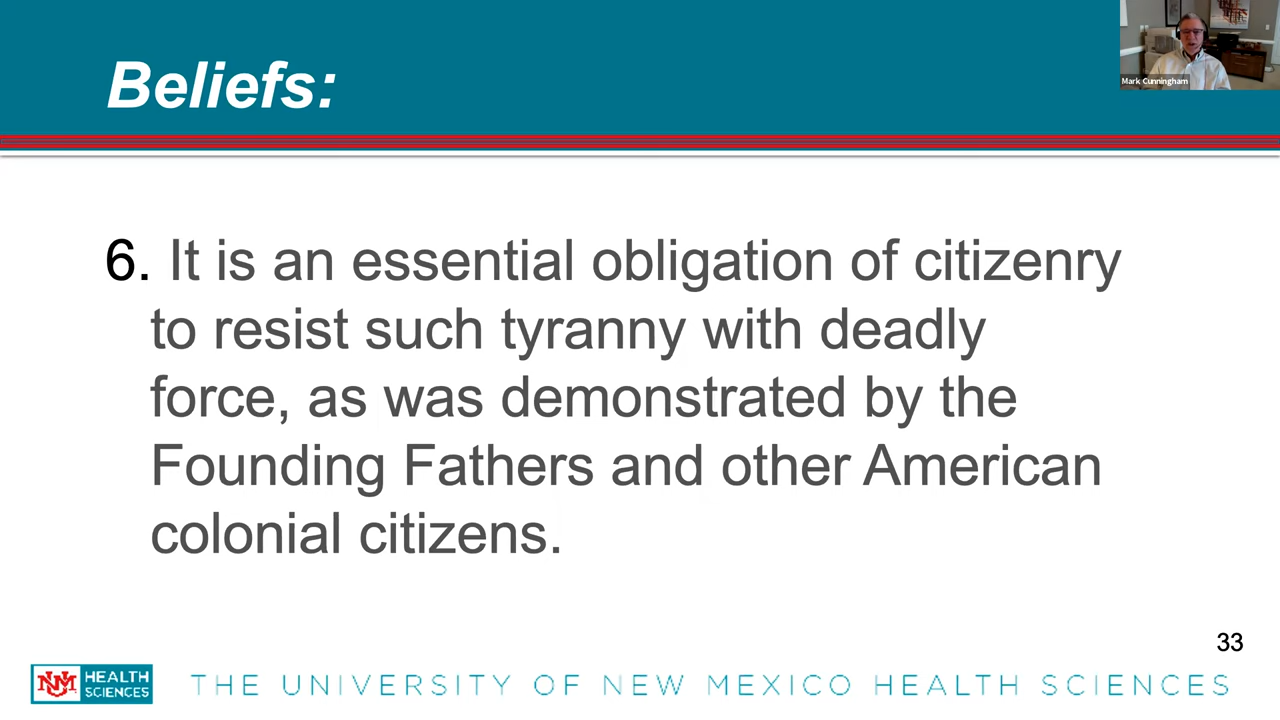 Beliefs:
Mark Cunningham
6. It is an essential obligation of citizenry
to resist such tyranny with deadly
force, as was demonstrated by the
Founding Fathers and other American
colonial citizens.
33
UNM HEALTH
SCIENCES
THE UNIVERSITY OF NEW MEXICO HEALTH SCIENCES